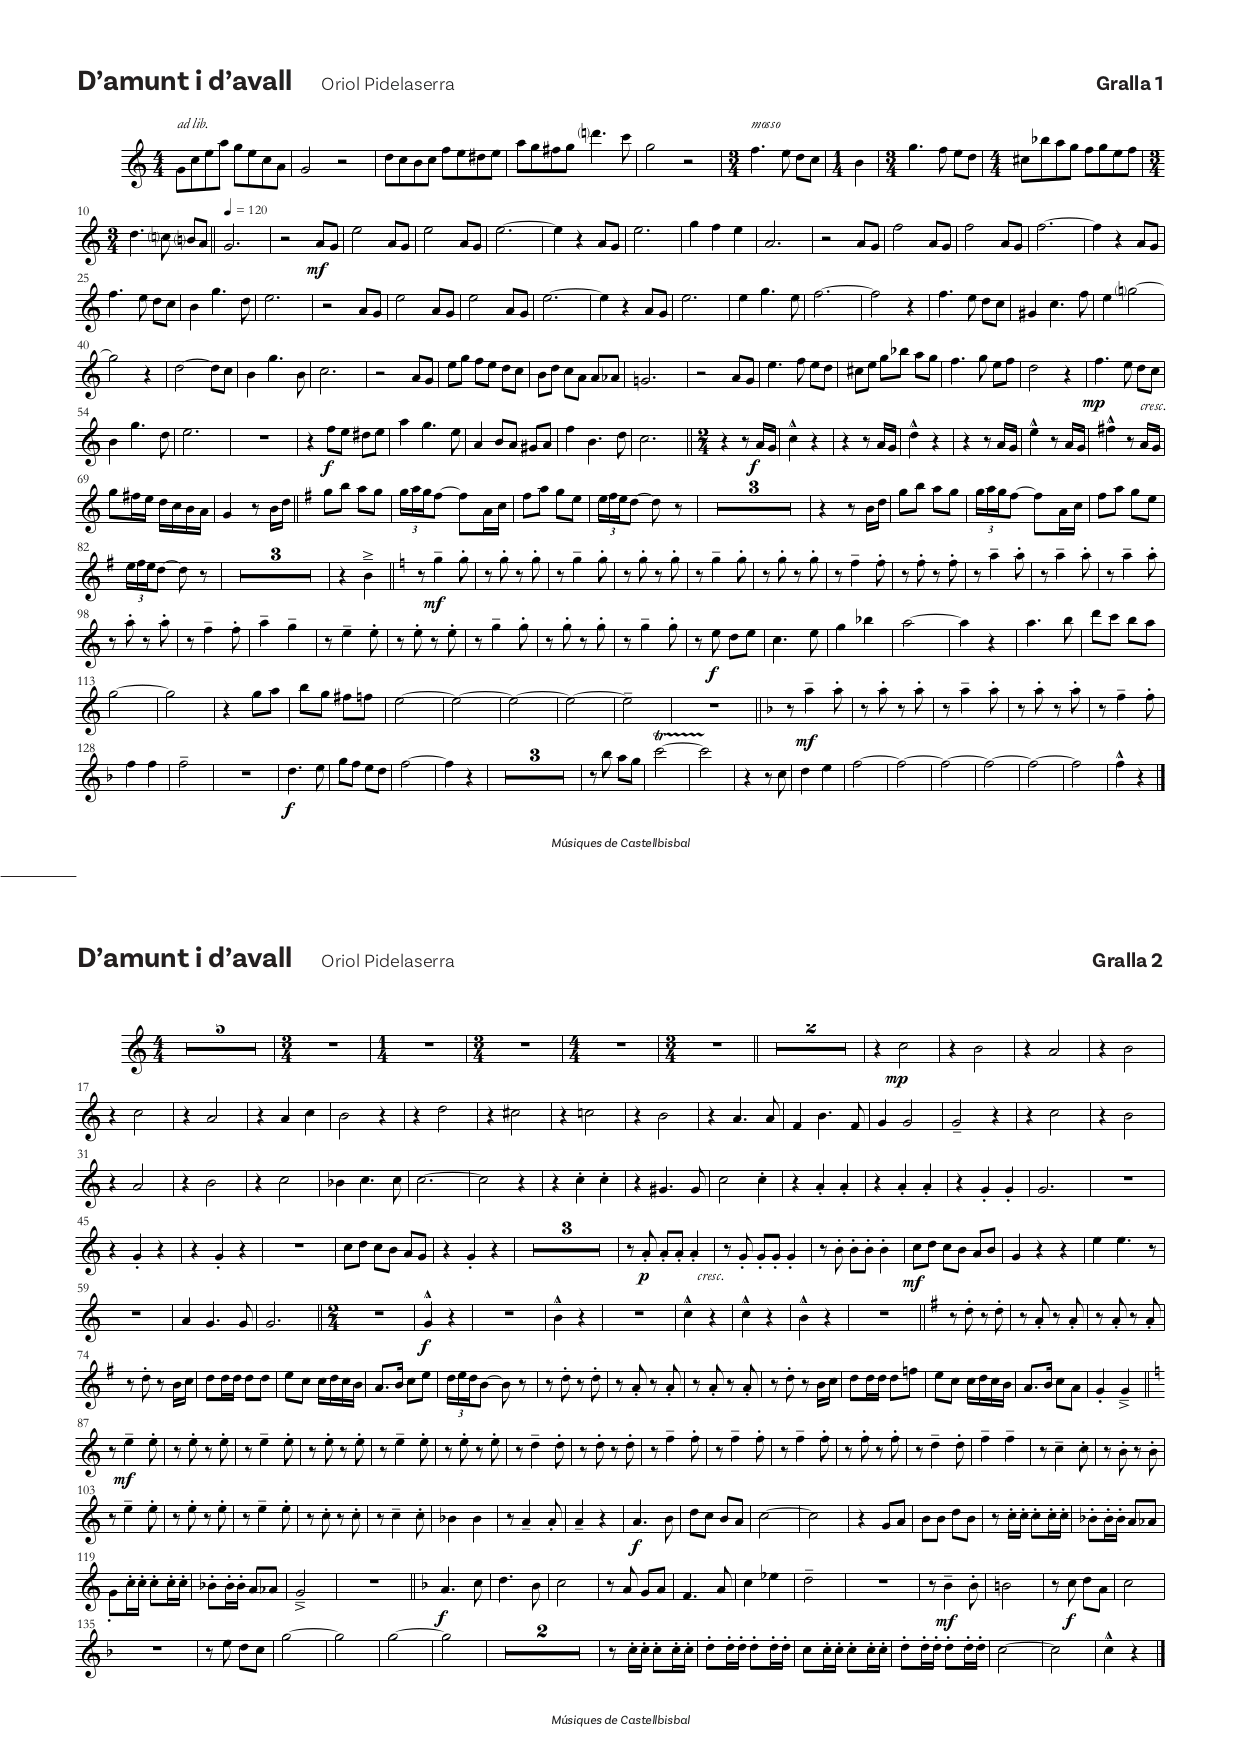 D'amunt i d'avall Oriol Pidelaserra Gralla 1
ad lib. mosso
10 = 120
mf
25
40
mp cresc.
54
f f
69
3 3 3 3
82
3 3 mf
98
f
113
mf
128
tr
f 3
Músiques de Castellbisbal
D'amunt i d'avall Oriol Pidelaserra Gralla 2
5 2
mp
17
31
45
3
p cresc. mf
59
f
74
3
87
mf
103
f
119
f mf f
135
2
Músiques de Castellbisbal